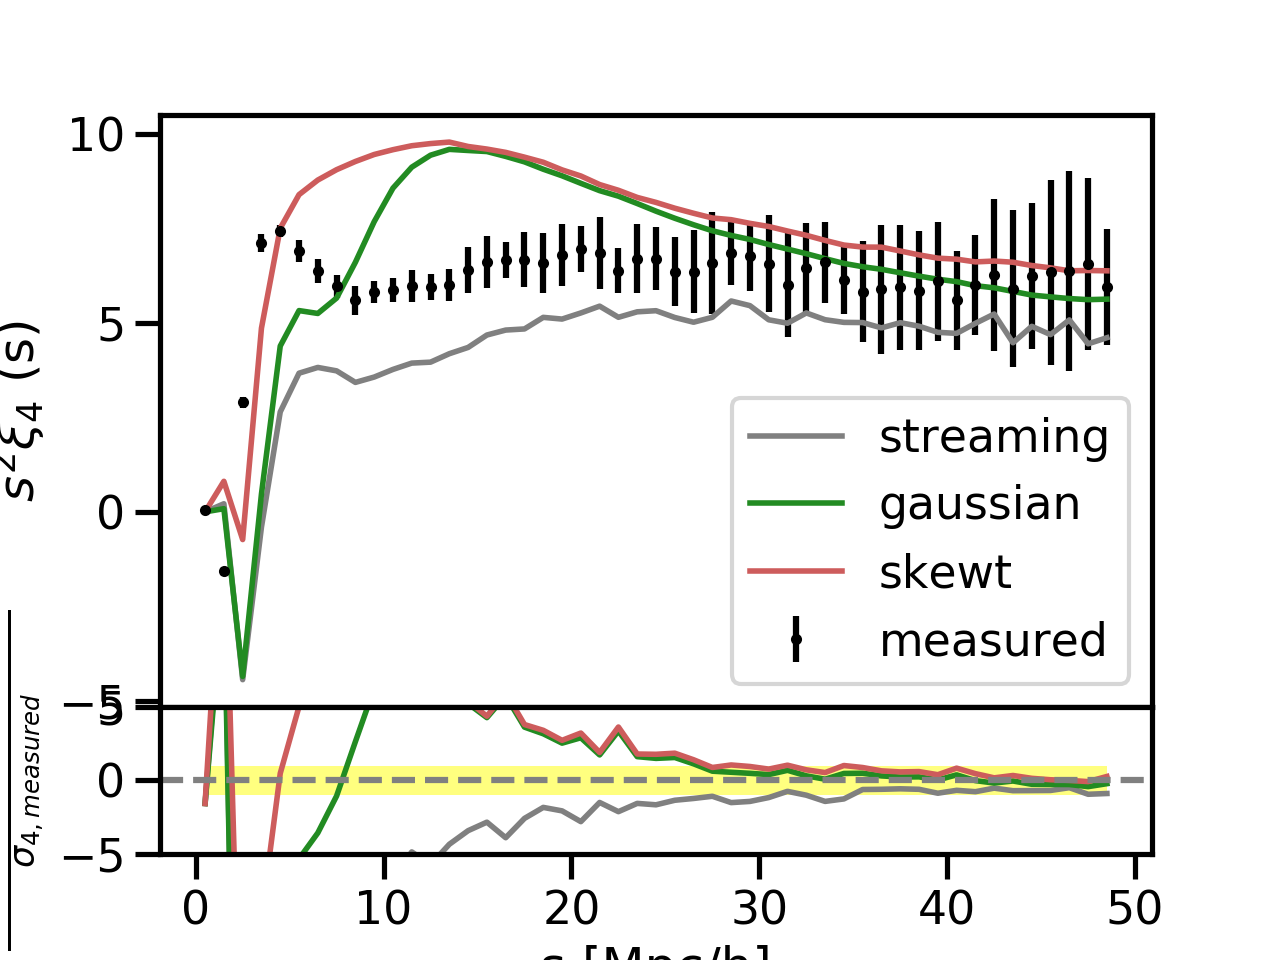 10
5
0
−5
s²ξ₄ (s)
streaming
gaussian
skewt
measured
5
0
−5
σ₄,measured
0 10 20 30 40 50
s [Mpc/h]